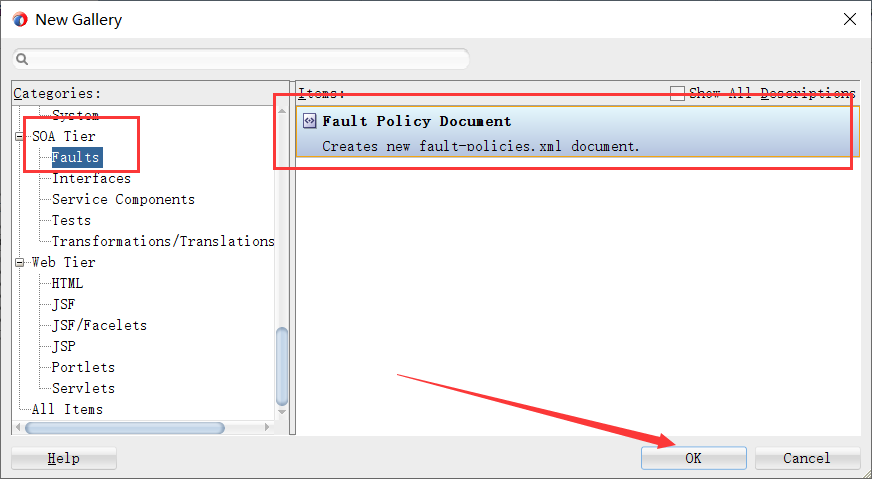 New Gallery
Categories:
System
SOA Tier
Faults
Interfaces
Service Components
Tests
Transformations/Translations
Web Tier
HTML
JSF
JSF/Facelets
JSP
Portlets
Servlets
All Items
Items:
Show All Descriptions
Fault Policy Document
Creates new fault-policies.xml document.
Help
OK
Cancel